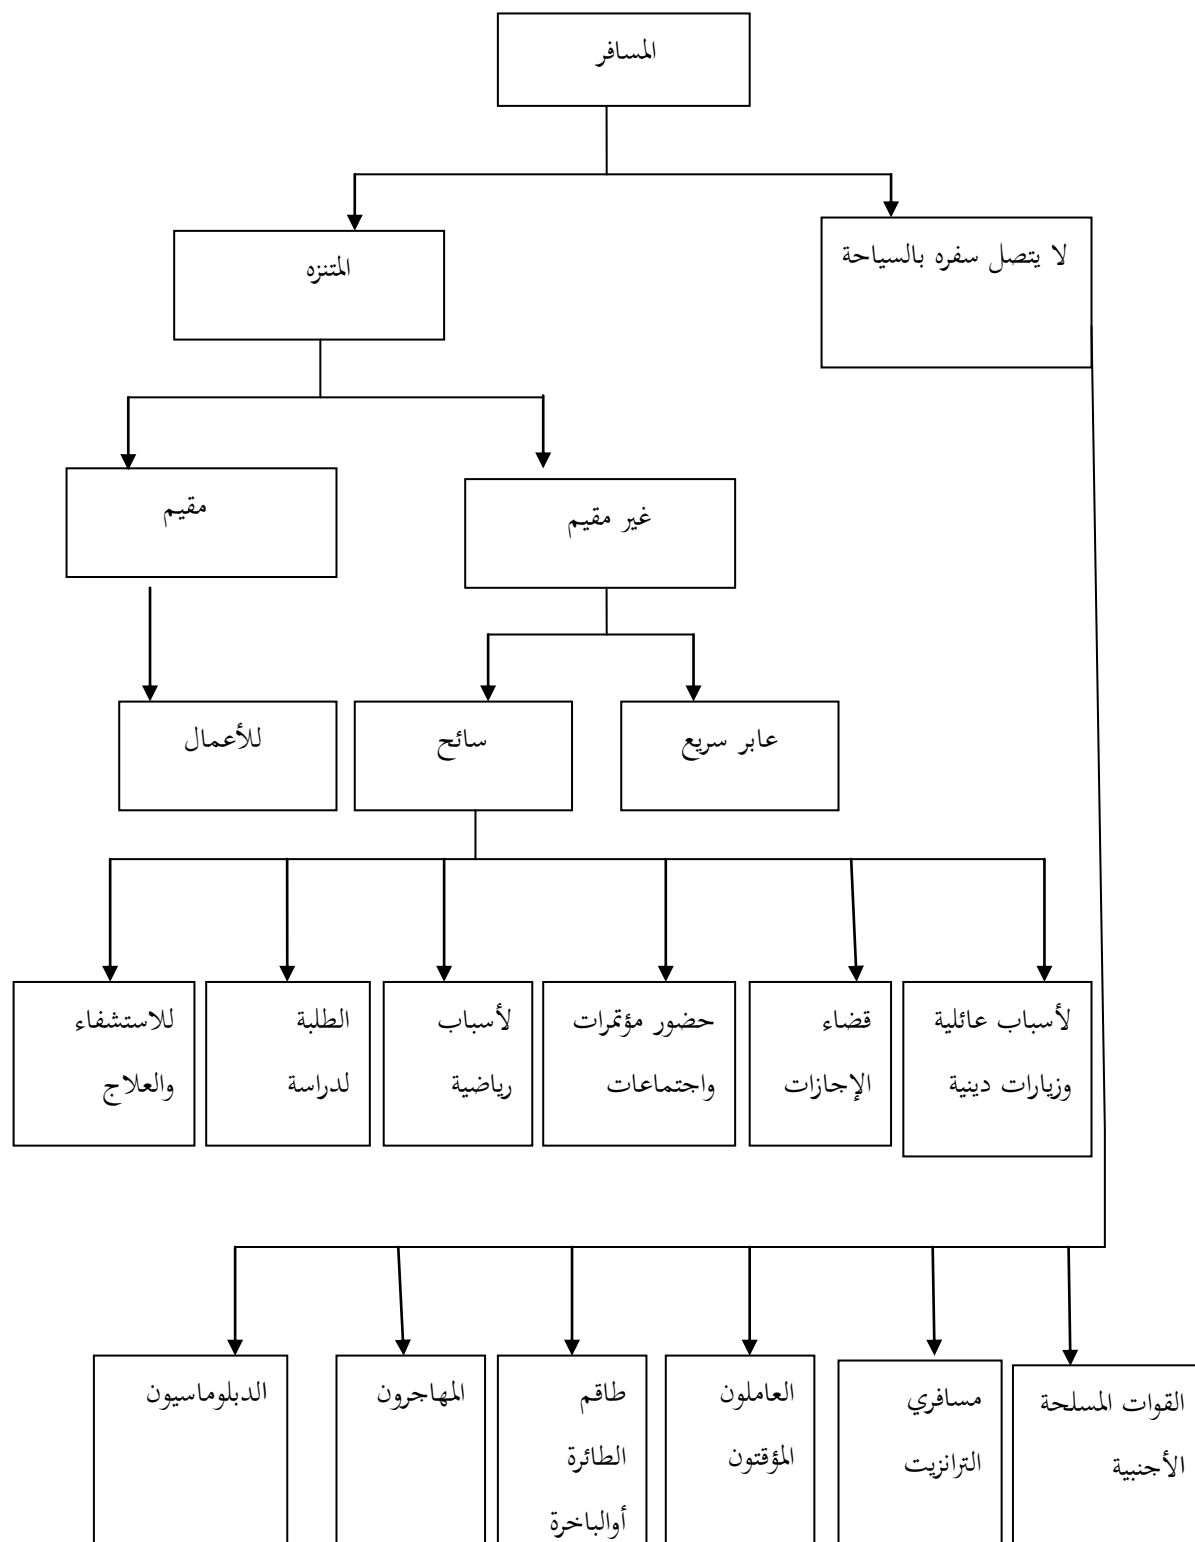 المسافر
لا يتصل سفره بالسياحة
المتنزه
غير مقيم
مقيم
عابر سريع
سائح
للأعمال
لأسباب عائلية
وزيارات دينية
قضاء
الإجازات
حضور مؤتمرات
واجتماعات
لأسباب
رياضية
الطلبة
لدراسة
للاستشفاء
والعلاج
القوات المسلحة
الأجنبية
مسافري
الترانزيت
العاملون
المؤقتون
طاقم
الطائرة
أوالباخرة
المهاجرون
الدبلوماسيون